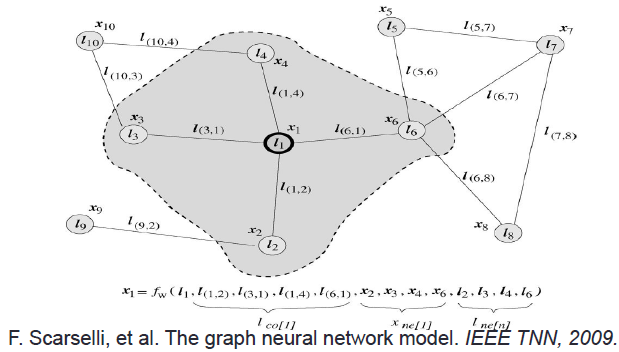 x10
l10
l(10,4)
x5
l5
l(5,7)
x7
l7
l4
x4
l(10,3)
l(1,4)
l(5,6)
l(6,7)
x3
l3
l(3,1)
x1
l1
l(6,1)
x6
l6
l(7,8)
l(1,2)
l(6,8)
x9
l9
l(9,2)
x2
l2
x8
l8
x1 = fw ( l1 , l(1,2) , l(3,1) , l(1,4) , l(6,1) , x2 , x3 , x4 , x6 , l2 , l3 , l4 , l6 )
l co[1] x ne[1] l ne[n]
F. Scarselli, et al. The graph neural network model. IEEE TNN, 2009.